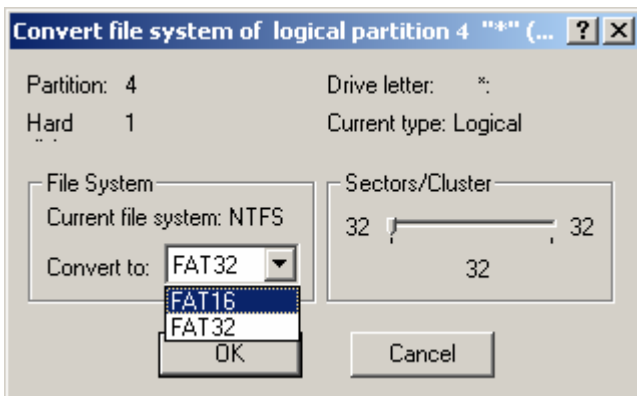 Convert file system of logical partition 4 "*" (...
Partition: 4
Drive letter: *:
Hard 1
Current type: Logical
File System
Current file system: NTFS
Convert to: FAT32
FAT16
FAT32
Sectors/Cluster
32 32
32
OK
Cancel